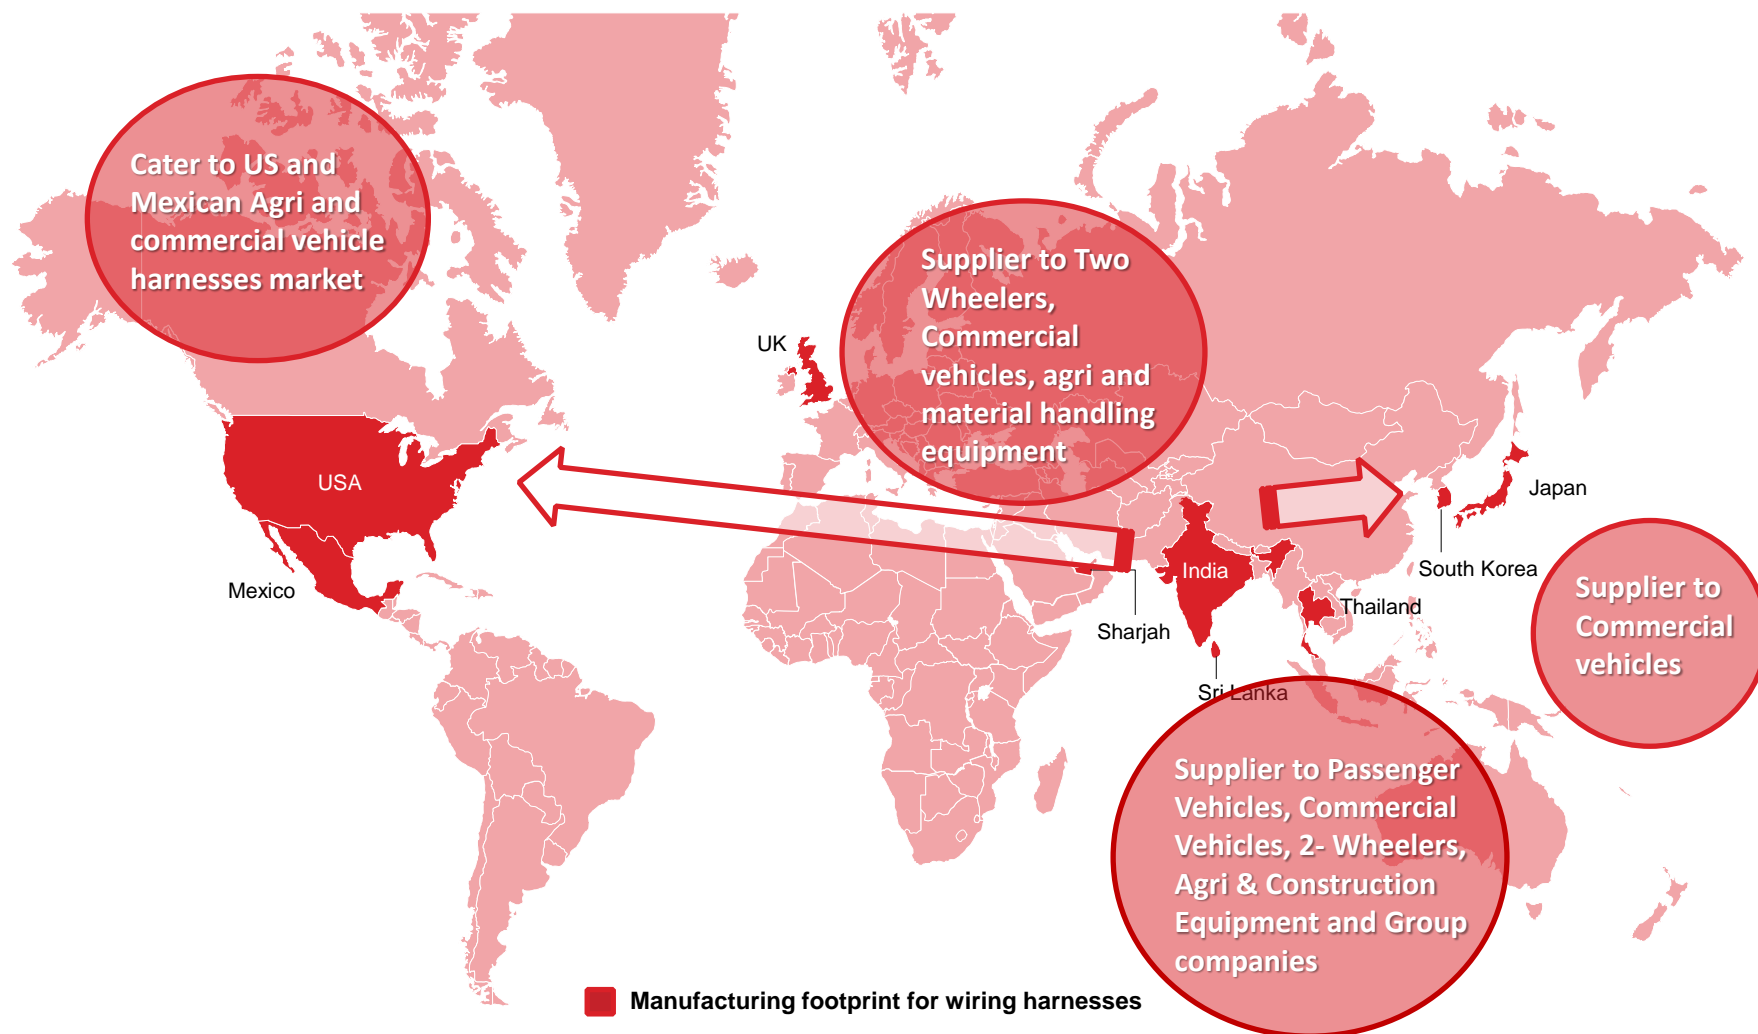 Cater to US and
Mexican Agri and
commercial vehicle
harnesses market
Supplier to Two
Wheelers,
Commercial
vehicles, agri and
material handling
equipment
UK
USA
Mexico
Japan
South Korea
India
Thailand
Sharjah
Sri Lanka
Supplier to
Commercial
vehicles
Supplier to Passenger
Vehicles, Commercial
Vehicles, 2- Wheelers,
Agri & Construction
Equipment and Group
companies
Manufacturing footprint for wiring harnesses